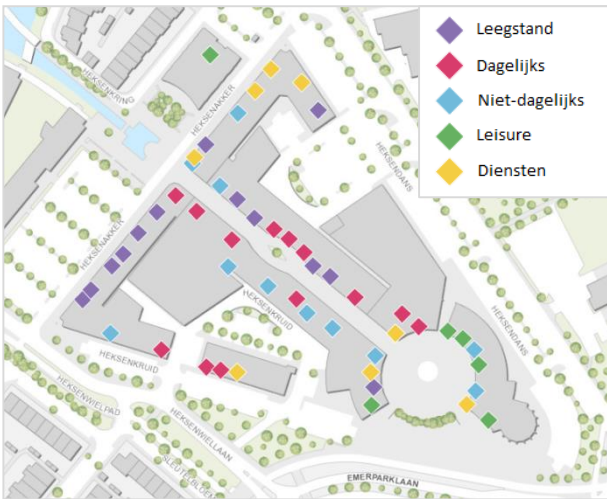 Leegstand
Dagelijks
Niet-dagelijks
Leisure
Diensten
HEKSENKRING
HEKSENAKKER
HEKSENDANS
HEKSENAKKER
HEKSENKRUID
HEKSENDANS
HEKSENKRUID
HEKSENWIELPAD
HEKSENWIELLAAN
EMERPARKLAAN